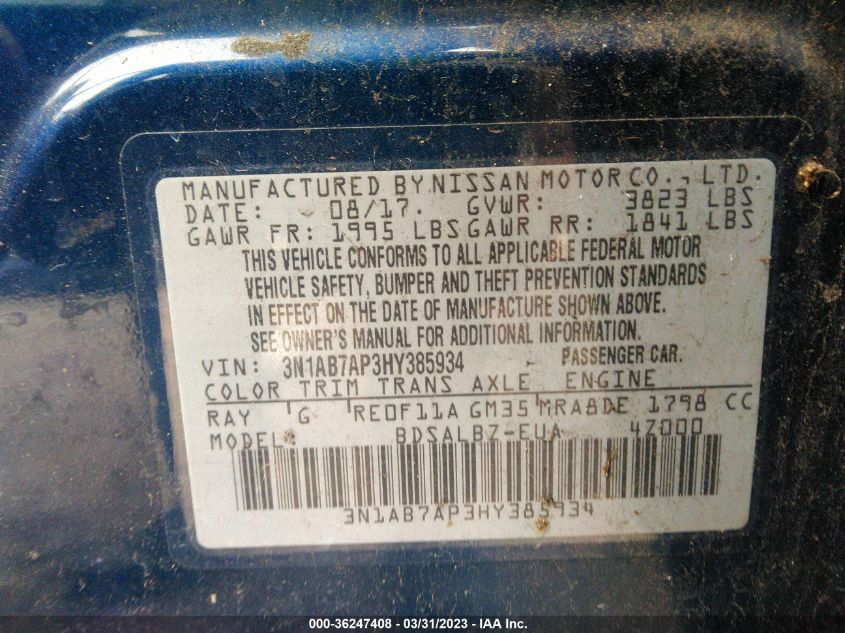 MANUFACTURED BY NISSAN MOTOR CO., LTD.
DATE: 08/17. GVWR: 3823 LBS
GAWR FR: 1995 LBS GAWR RR: 1841 LBS
THIS VEHICLE CONFORMS TO ALL APPLICABLE FEDERAL MOTOR
VEHICLE SAFETY, BUMPER AND THEFT PREVENTION STANDARDS
IN EFFECT ON THE DATE OF MANUFACTURE SHOWN ABOVE.
SEE OWNER'S MANUAL FOR ADDITIONAL INFORMATION.
VIN: 3N1AB7AP3HY385934 PASSENGER CAR.
COLOR TRIM TRANS AXLE ENGINE
RAY G RE0F11A GM35 MRA8DE 1798 CC
MODEL: BDSALBZ-EUA 4Z000
3N1AB7AP3HY385934
000-36247408 - 03/31/2023 - IAA Inc.